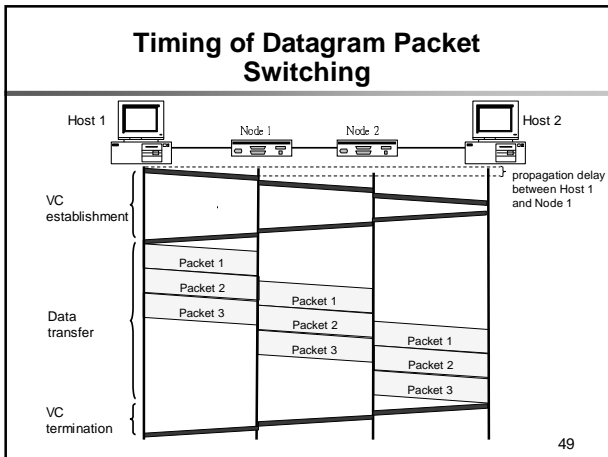 Timing of Datagram Packet
Switching
Host 1
Node 1
Node 2
Host 2
propagation delay
between Host 1
and Node 1
VC
establishment
Packet 1
Packet 2
Packet 3
Packet 1
Packet 2
Packet 3
Packet 1
Packet 2
Packet 3
Data
transfer
VC
termination
49